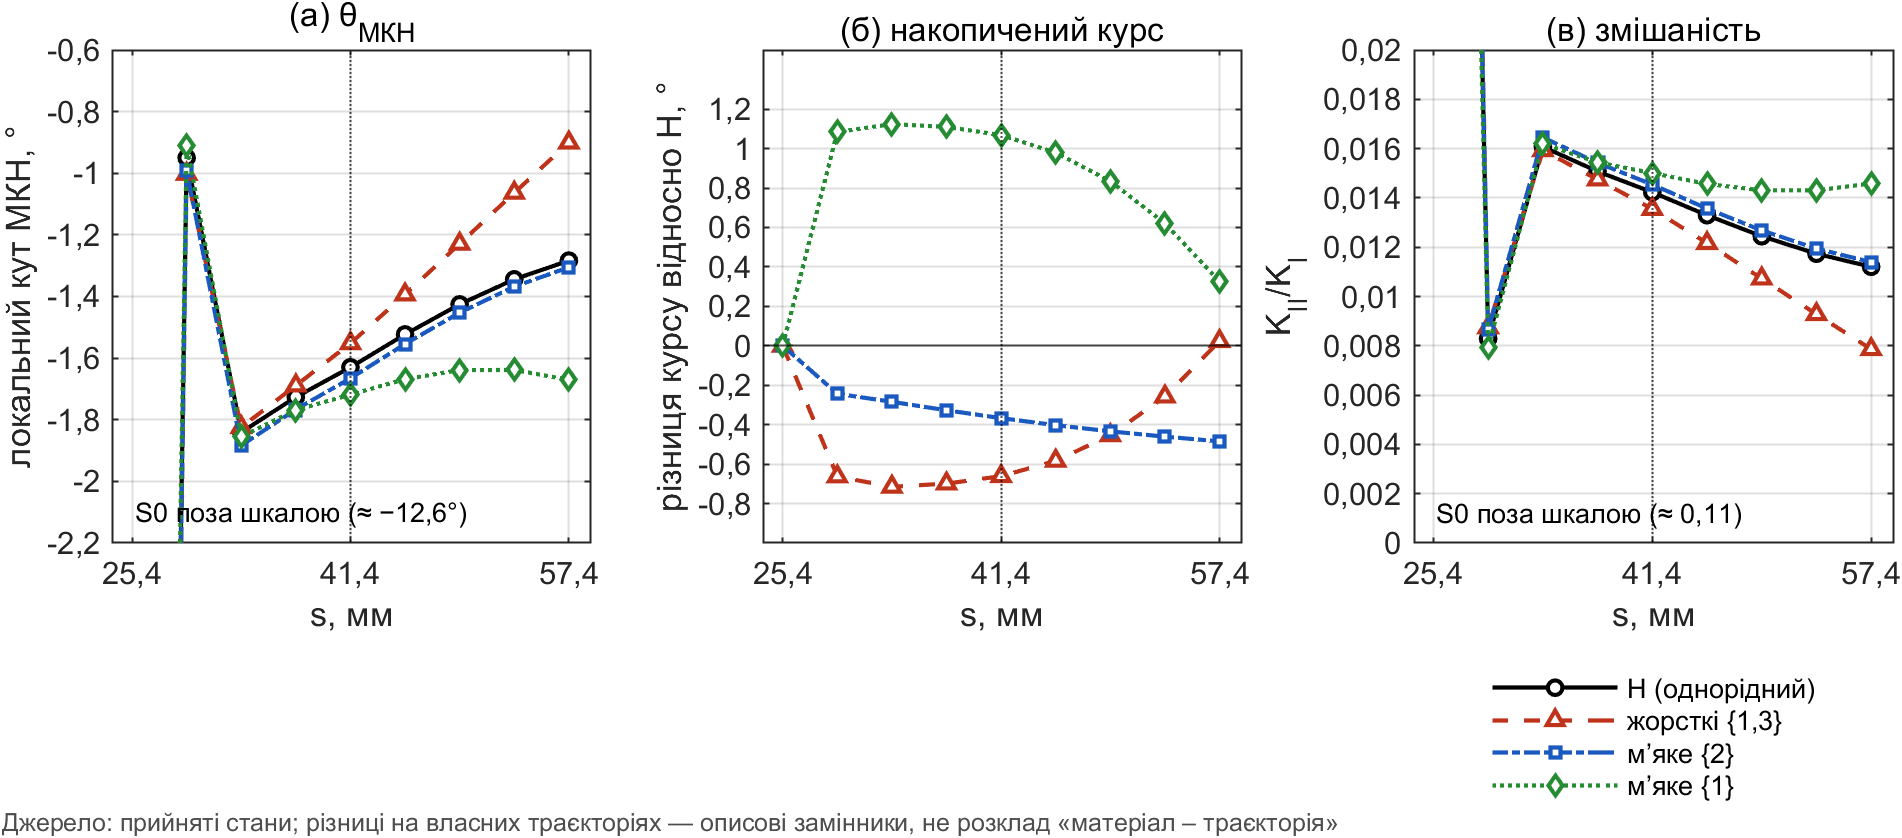 (а) θМКН
локальний кут МКН, °
-0,6
-0,8
-1
-1,2
-1,4
-1,6
-1,8
-2
-2,2
S0 поза шкалою (≈ −12,6°)
25,4 41,4 57,4
s, мм
(б) накопичений курс
різниця курсу відносно Н, °
1,2
1
0,8
0,6
0,4
0,2
0
-0,2
-0,4
-0,6
-0,8
25,4 41,4 57,4
s, мм
(в) змішаність
KII/KI
0,02
0,018
0,016
0,014
0,012
0,01
0,008
0,006
0,004
0,002
0
S0 поза шкалою (≈ 0,11)
25,4 41,4 57,4
s, мм
Н (однорідний)
жорсткі {1,3}
м’яке {2}
м’яке {1}
Джерело: прийняті стани; різниці на власних траєкторіях — описові замінники, не розклад «матеріал – траєкторія»